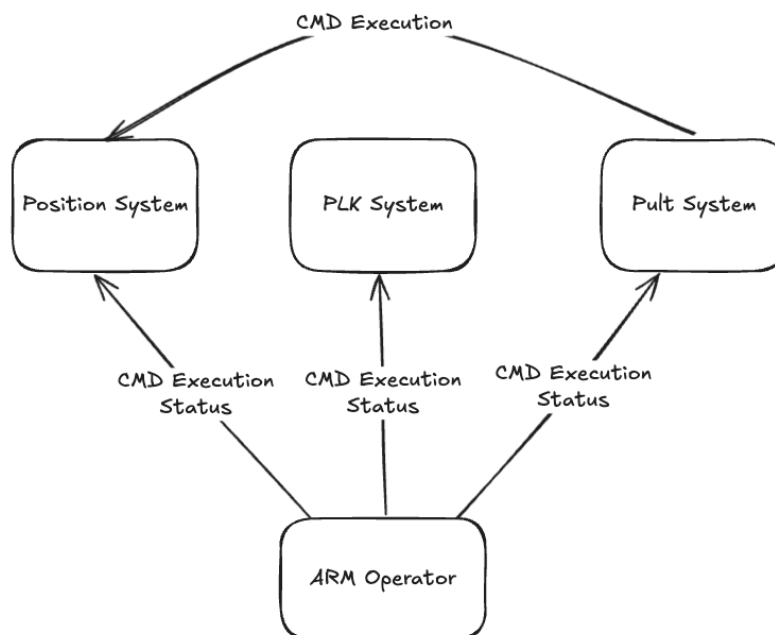 CMD Execution
Position System
PLK System
Pult System
CMD Execution
Status
CMD Execution
Status
CMD Execution
Status
ARM Operator